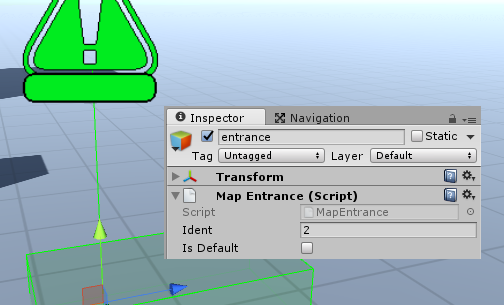 Inspector Navigation
entrance Static
Tag Untagged Layer Default
Transform
Map Entrance (Script)
Script MapEntrance
Ident 2
Is Default